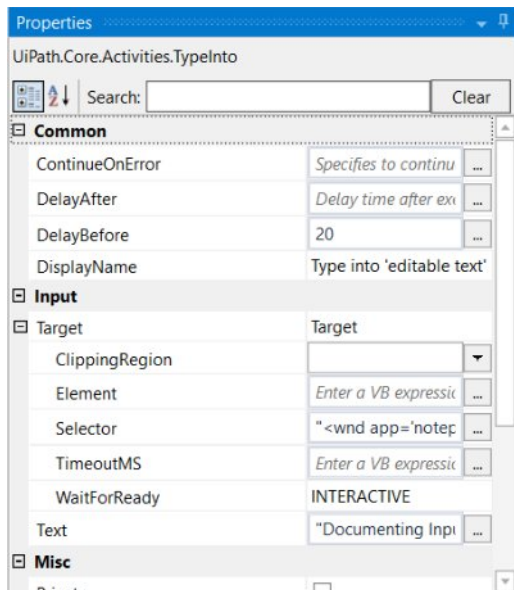 Properties
UiPath.Core.Activities.TypeInto
Search: Clear
Common
ContinueOnError Specifies to continu ...
DelayAfter Delay time after ex ...
DelayBefore 20 ...
DisplayName Type into 'editable text'
Input
Target Target
ClippingRegion
Element Enter a VB expressic ...
Selector "<wnd app='notep ...
TimeoutMS Enter a VB expressic ...
WaitForReady INTERACTIVE
Text "Documenting Inpu ...
Misc